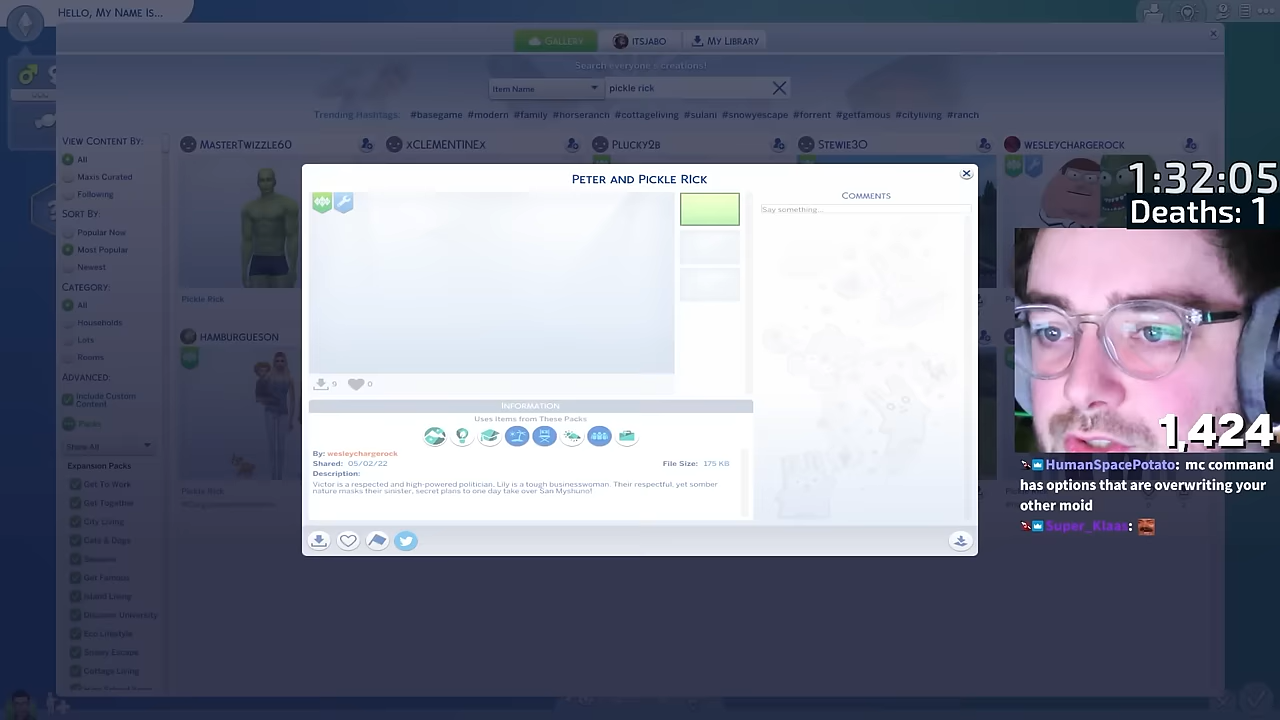 HELLO, MY NAME IS...
GALLERY
ITSJABO
MY LIBRARY
Search everyone's creations!
Item Name
pickle rick
Trending Hashtags: #basegame #modern #family #horseranch #cottageliving #sulani #snowyescape #forrent #getfamous #cityliving #ranch
VIEW CONTENT BY:
All
Maxis Curated
Following
SORT BY:
Popular Now
Most Popular
Newest
CATEGORY:
All
Households
Lots
Rooms
ADVANCED:
Include Custom
Content
Packs
Show All
Expansion Packs
Get To Work
Get Together
City Living
Cats & Dogs
Seasons
Get Famous
Island Living
Discover University
Eco Lifestyle
Snowy Escape
Cottage Living
MASTERTWIZZLE60
XCLEMENTINEX
PLUCKY2B
STEWIE30
WESLEYCHARGEROCK
Pickle Rick
HAMBURGUESON
Pickle Rick
PETER AND PICKLE RICK
9
0
INFORMATION
Uses Items from These Packs
By: wesleychargerock
Shared: 05/02/22
File Size: 175 KB
Description:
Victor is a respected and high-powered politician. Lily is a tough businesswoman. Their respectful, yet somber
nature masks their sinister, secret plans to one day take over San Myshuno!
COMMENTS
Say something...
1:32:05
Deaths: 1
1,424
HumanSpacePotato: mc command
has options that are overwriting your
other moid
Super_Klaas: